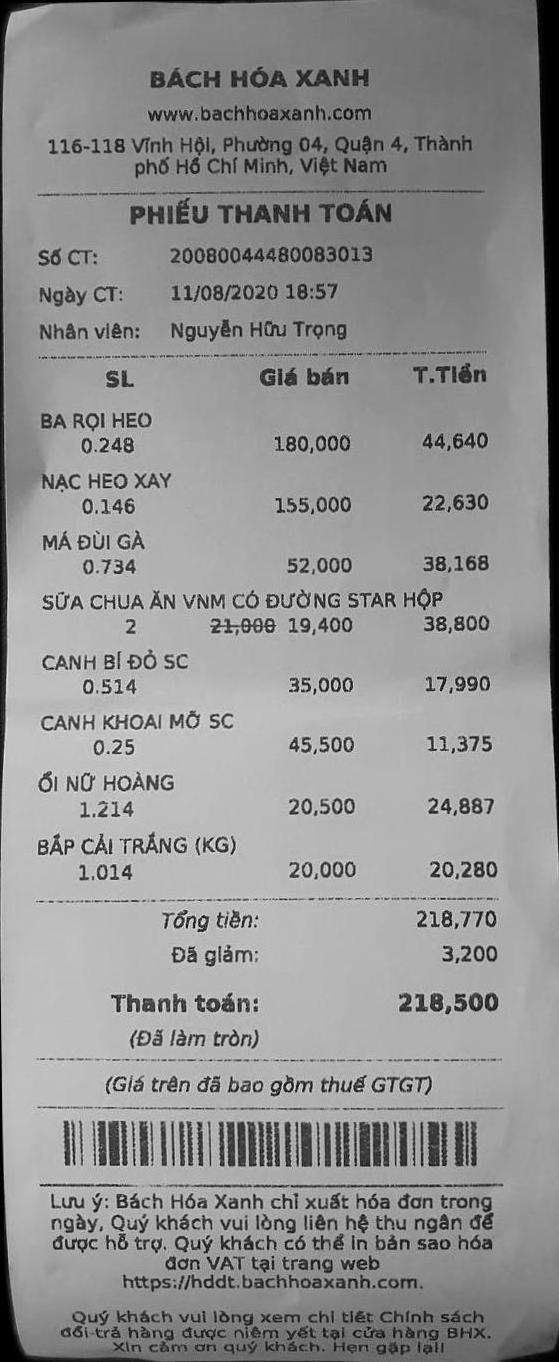 BÁCH HÓA XANH
www.bachhoaxanh.com
116-118 Vĩnh Hội, Phường 04, Quận 4, Thành
phố Hồ Chí Minh, Việt Nam
PHIẾU THANH TOÁN
Số CT: 20080044480083013
Ngày CT: 11/08/2020 18:57
Nhân viên: Nguyễn Hữu Trọng
SL Giá bán T.Tiền
BA RỌI HEO
0.248 180,000 44,640
NẠC HEO XAY
0.146 155,000 22,630
MÁ ĐÙI GÀ
0.734 52,000 38,168
SỮA CHUA ĂN VNM CÓ ĐƯỜNG STAR HỘP
2 21,000 19,400 38,800
CANH BÍ ĐỎ SC
0.514 35,000 17,990
CANH KHOAI MỠ SC
0.25 45,500 11,375
ỔI NỮ HOÀNG
1.214 20,500 24,887
BẮP CẢI TRẮNG (KG)
1.014 20,000 20,280
Tổng tiền: 218,770
Đã giảm: 3,200
Thanh toán: 218,500
(Đã làm tròn)
(Giá trên đã bao gồm thuế GTGT)
Lưu ý: Bách Hóa Xanh chỉ xuất hóa đơn trong
ngày, Quý khách vui lòng liên hệ thu ngân để
được hỗ trợ. Quý khách có thể in bản sao hóa
đơn VAT tại trang web
https://hddt.bachhoaxanh.com.
Quý khách vui lòng xem chi tiết Chính sách
đổi-trả hàng được niêm yết tại cửa hàng BHX.
Xin cảm ơn quý khách. Hẹn gặp lại!